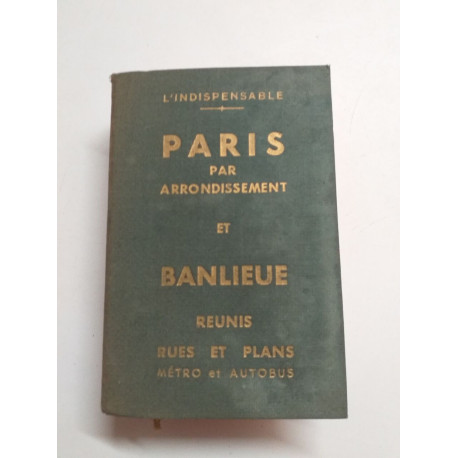 L'INDISPENSABLE
PARIS
PAR
ARRONDISSEMENT
ET
BANLIEUE
REUNIS
RUES ET PLANS
MÉTRO et AUTOBUS